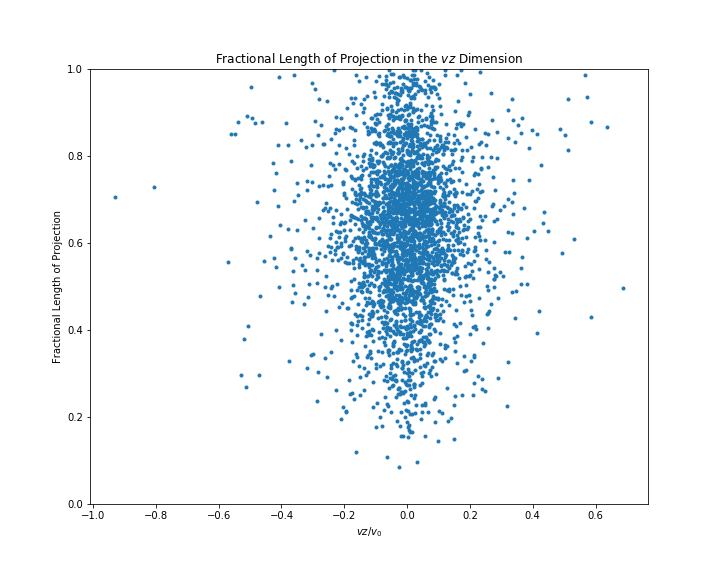 Fractional Length of Projection in the vz Dimension
1.0
0.8
0.6
0.4
0.2
0.0
Fractional Length of Projection
−1.0 −0.8 −0.6 −0.4 −0.2 0.0 0.2 0.4 0.6
vz/v₀